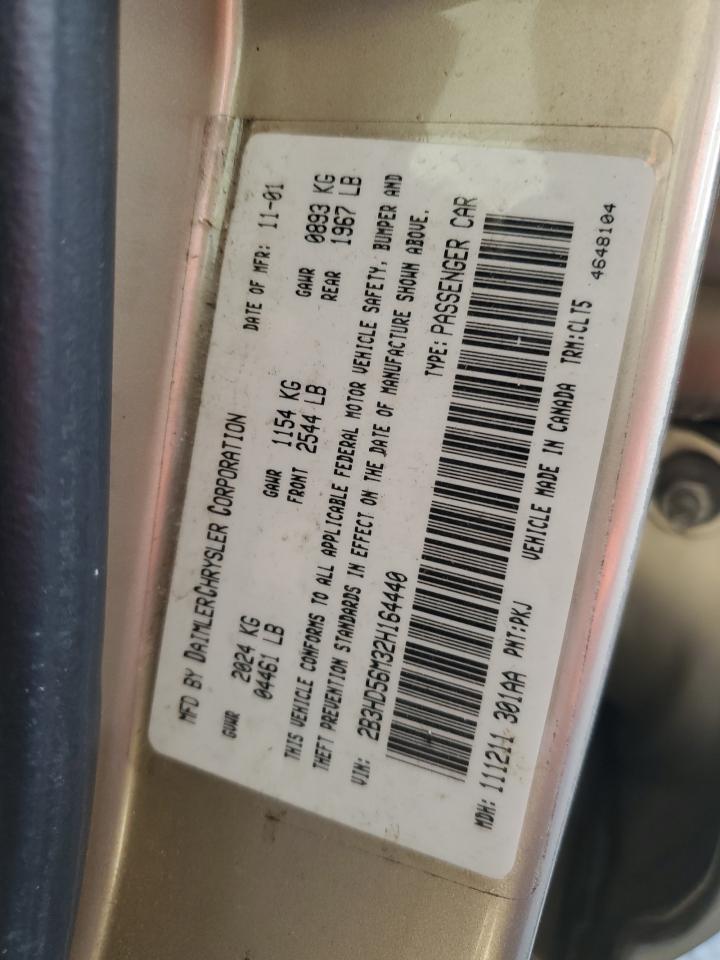 MFD BY DAIMLERCHRYSLER CORPORATION DATE OF MFR: 11-01
GVWR 2024 KG GAWR 1154 KG GAWR 0893 KG
04461 LB FRONT 2544 LB REAR 1967 LB
THIS VEHICLE CONFORMS TO ALL APPLICABLE FEDERAL MOTOR VEHICLE SAFETY, BUMPER AND
THEFT PREVENTION STANDARDS IN EFFECT ON THE DATE OF MANUFACTURE SHOWN ABOVE.
VIN: 2B3HD56M32H164440 TYPE: PASSENGER CAR
MDH: 111211 301AA PNT:PKJ VEHICLE MADE IN CANADA TRM:CLT5
4648104